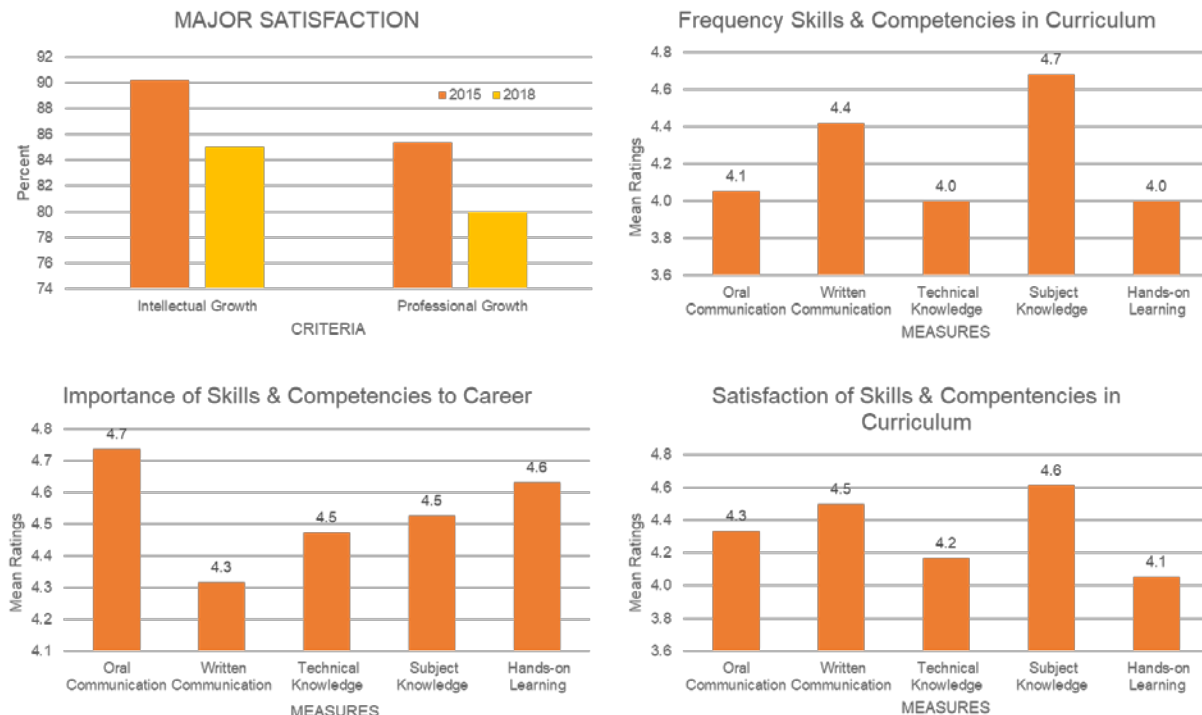 MAJOR SATISFACTION
92
90
88
86
84
82
80
78
76
74
Percent
2015 2018
Intellectual Growth Professional Growth
CRITERIA
Frequency Skills & Competencies in Curriculum
4.8
4.6
4.4
4.2
4.0
3.8
3.6
Mean Ratings
4.1
4.4
4.0
4.7
4.0
Oral Written Technical Subject Hands-on
Communication Communication Knowledge Knowledge Learning
MEASURES
Importance of Skills & Competencies to Career
4.8
4.7
4.6
4.5
4.4
4.3
4.2
4.1
Mean Ratings
4.7
4.3
4.5
4.5
4.6
Oral Written Technical Subject Hands-on
Communication Communication Knowledge Knowledge Learning
MEASURES
Satisfaction of Skills & Compentencies in
Curriculum
4.8
4.6
4.4
4.2
4.0
3.8
3.6
Mean Ratings
4.3
4.5
4.2
4.6
4.1
Oral Written Technical Subject Hands-on
Communication Communication Knowledge Knowledge Learning
MEASURES